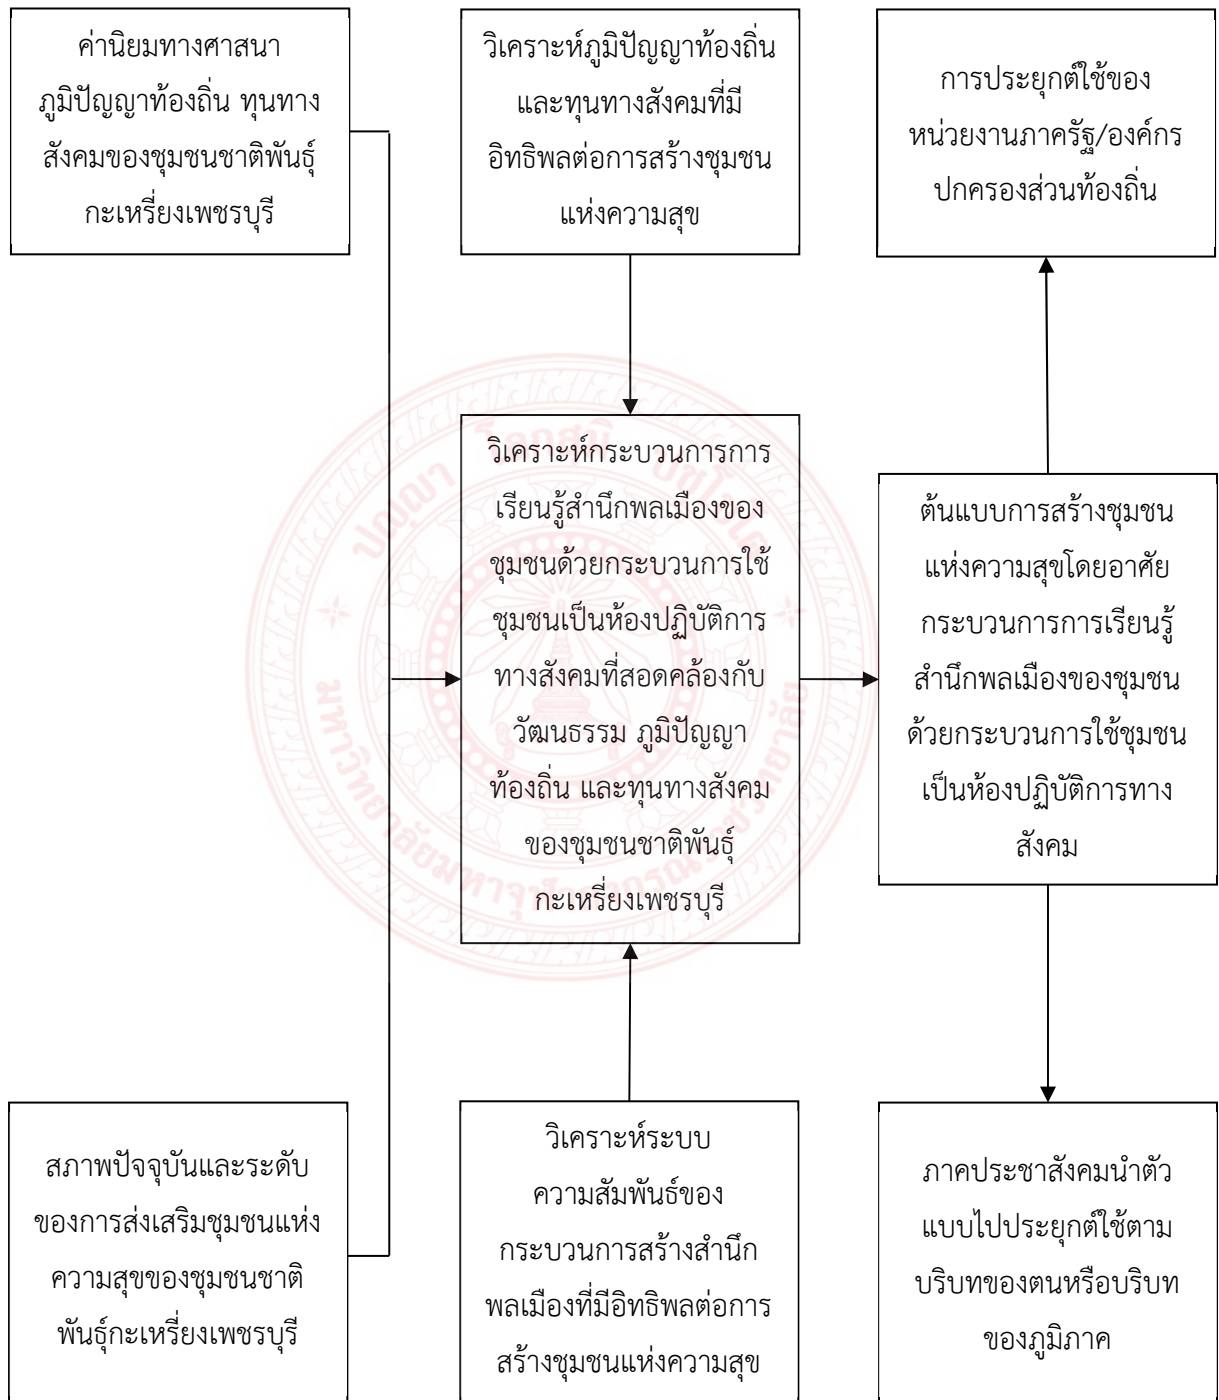 ค่านิยมทางศาสนา
ภูมิปัญญาท้องถิ่น ทุนทาง
สังคมของชุมชนชาติพันธุ์
กะเหรี่ยงเพชรบุรี
วิเคราะห์ภูมิปัญญาท้องถิ่น
และทุนทางสังคมที่มี
อิทธิพลต่อการสร้างชุมชน
แห่งความสุข
การประยุกต์ใช้ของ
หน่วยงานภาครัฐ/องค์กร
ปกครองส่วนท้องถิ่น
วิเคราะห์กระบวนการการ
เรียนรู้สำนึกพลเมืองของ
ชุมชนด้วยกระบวนการใช้
ชุมชนเป็นห้องปฏิบัติการ
ทางสังคมที่สอดคล้องกับ
วัฒนธรรม ภูมิปัญญา
ท้องถิ่น และทุนทางสังคม
ของชุมชนชาติพันธุ์
กะเหรี่ยงเพชรบุรี
ต้นแบบการสร้างชุมชน
แห่งความสุขโดยอาศัย
กระบวนการการเรียนรู้
สำนึกพลเมืองของชุมชน
ด้วยกระบวนการใช้ชุมชน
เป็นห้องปฏิบัติการทาง
สังคม
สภาพปัจจุบันและระดับ
ของการส่งเสริมชุมชนแห่ง
ความสุขของชุมชนชาติ
พันธุ์กะเหรี่ยงเพชรบุรี
วิเคราะห์ระบบ
ความสัมพันธ์ของ
กระบวนการสร้างสำนึก
พลเมืองที่มีอิทธิพลต่อการ
สร้างชุมชนแห่งความสุข
ภาคประชาสังคมนำตัว
แบบไปประยุกต์ใช้ตาม
บริบทของตนหรือบริบท
ของภูมิภาค